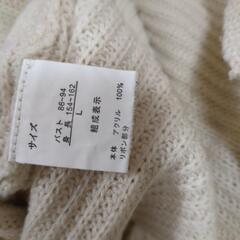 サイズ
バスト 86-94
身長 154-162
L
組成表示
本体 アクリル 100%
リボン部分